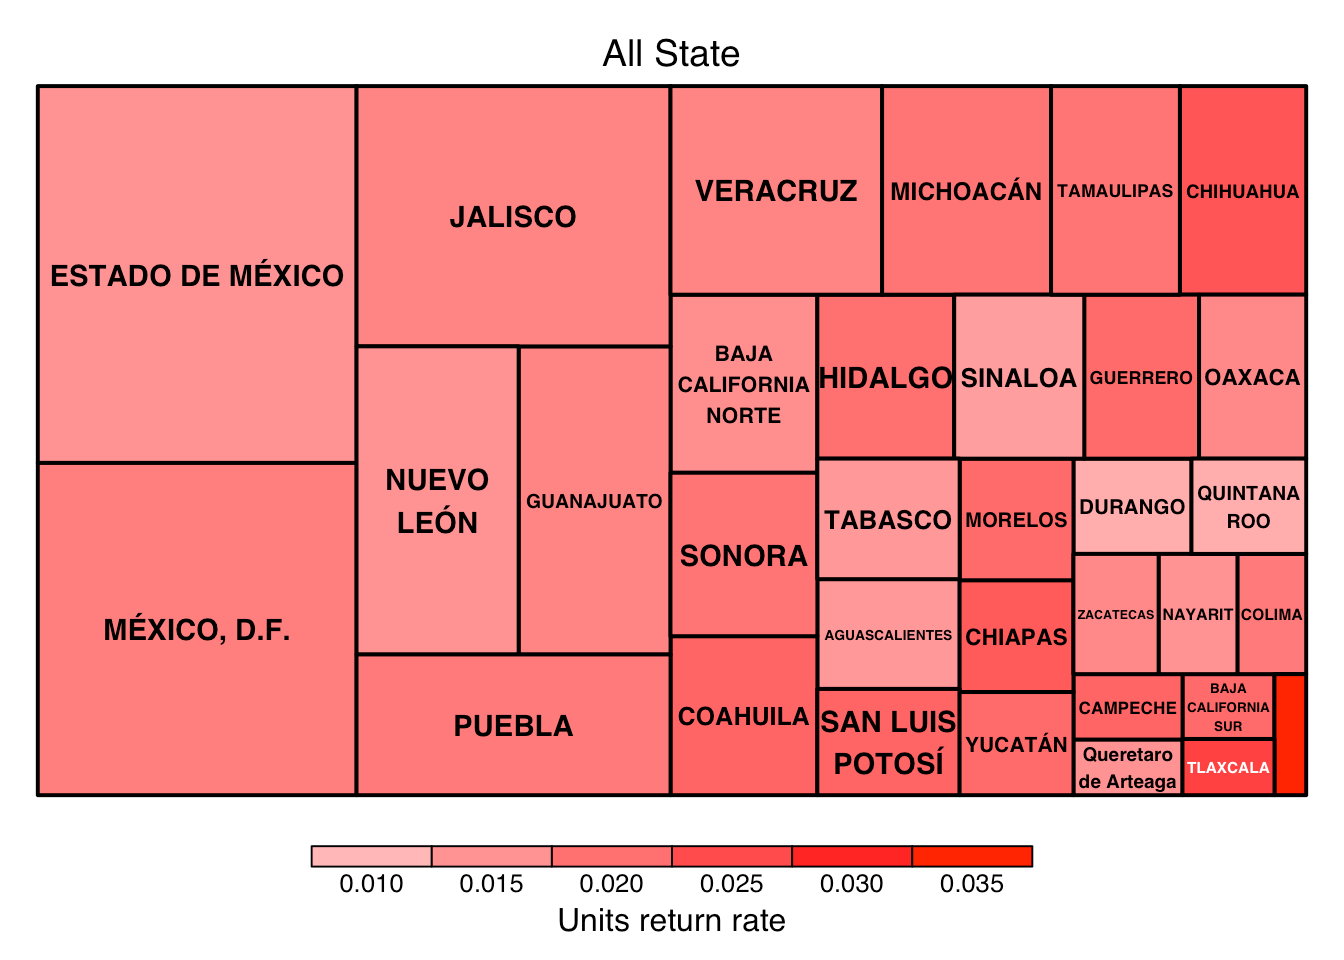 All State
ESTADO DE MÉXICO
MÉXICO, D.F.
JALISCO
NUEVO
LEÓN
GUANAJUATO
PUEBLA
VERACRUZ
MICHOACÁN
TAMAULIPAS
CHIHUAHUA
BAJA
CALIFORNIA
NORTE
SONORA
COAHUILA
HIDALGO
SINALOA
GUERRERO
OAXACA
TABASCO
AGUASCALIENTES
SAN LUIS
POTOSÍ
MORELOS
CHIAPAS
YUCATÁN
DURANGO
QUINTANA
ROO
ZACATECAS
NAYARIT
COLIMA
CAMPECHE
Queretaro
de Arteaga
BAJA
CALIFORNIA
SUR
TLAXCALA
0.010 0.015 0.020 0.025 0.030 0.035
Units return rate